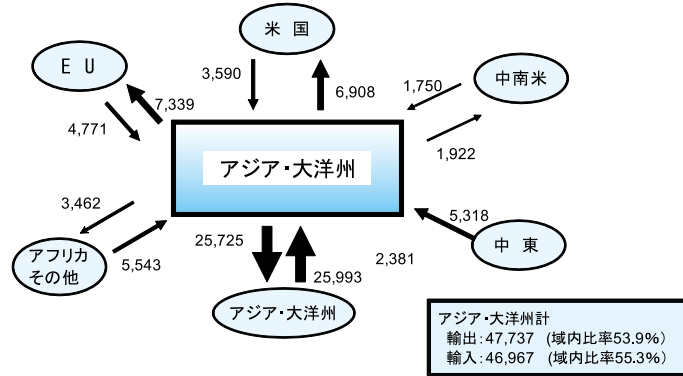 米 国
E U
3,590
6,908
1,750
中南米
7,339
4,771
1,922
アジア・大洋州
3,462
5,318
アフリカ
その他
5,543
25,725
2,381
中 東
25,993
アジア・大洋州
アジア・大洋州計
輸出:47,737 (域内比率53.9%)
輸入:46,967 (域内比率55.3%)